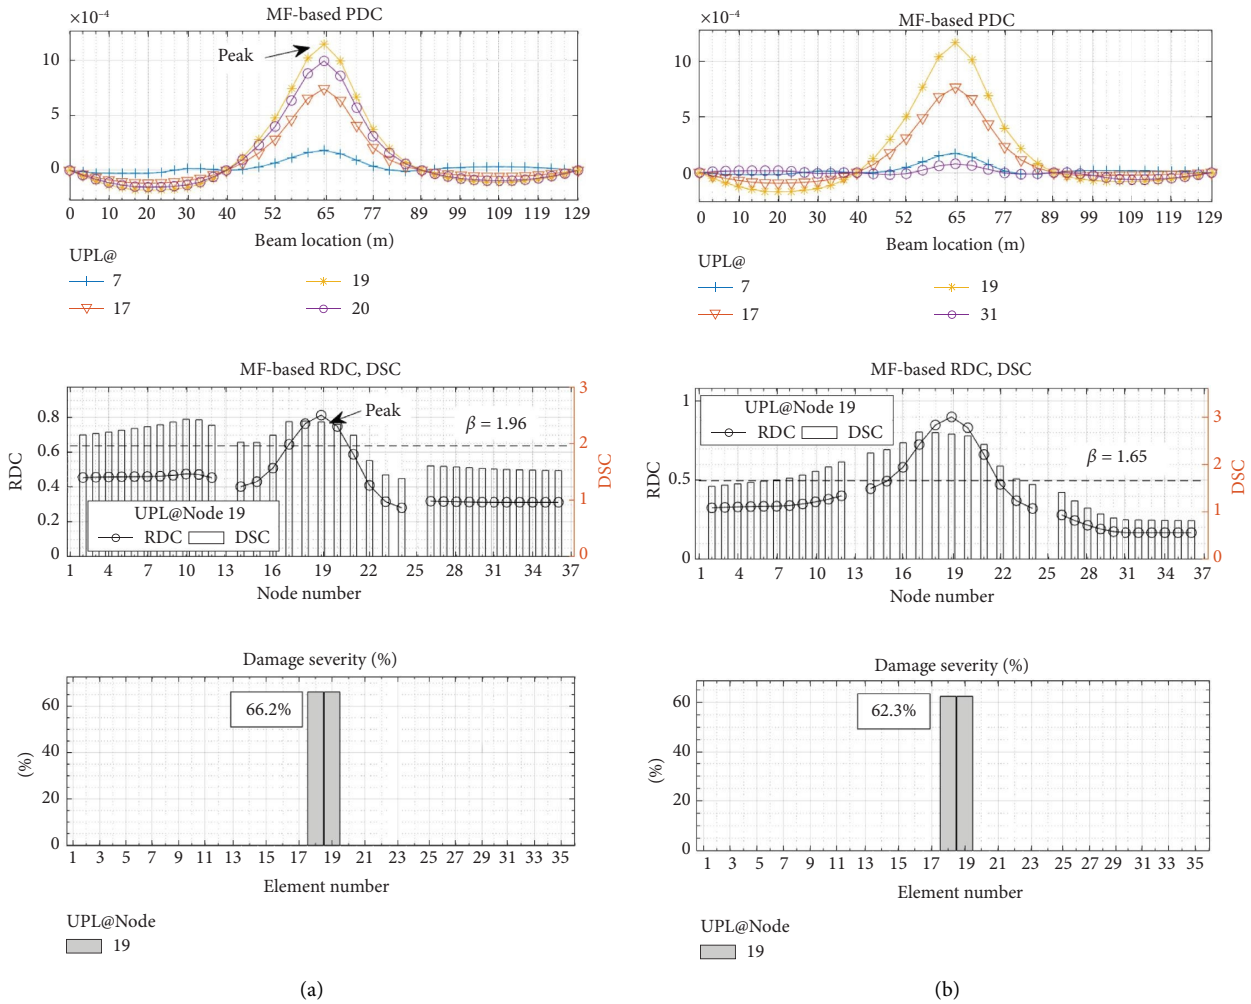 MF-based PDC
×10⁻⁴
Peak
10
5
0
0 10 20 30 40 52 65 77 89 99 109 119 129
Beam location (m)
UPL@
7
19
17
20
MF-based RDC, DSC
RDC
0.8
0.6
0.4
0.2
0
3
2
1
0
DSC
Peak
β = 1.96
UPL@Node 19
RDC
DSC
1 4 7 10 13 16 19 22 25 28 31 34 37
Node number
Damage severity (%)
(%)
60
40
20
0
66.2%
1 3 5 7 9 11 13 15 17 19 21 23 25 27 29 31 33 35
Element number
UPL@Node
19
(a)
MF-based PDC
×10⁻⁴
10
5
0
0 10 20 30 40 52 65 77 89 99 109 119 129
Beam location (m)
UPL@
7
19
17
31
MF-based RDC, DSC
RDC
1
0.5
0
3
2
1
0
DSC
UPL@Node 19
RDC
DSC
β = 1.65
1 4 7 10 13 16 19 22 25 28 31 34 37
Node number
Damage severity (%)
(%)
60
40
20
0
62.3%
1 3 5 7 9 11 13 15 17 19 21 23 25 27 29 31 33 35
Element number
UPL@Node
19
(b)